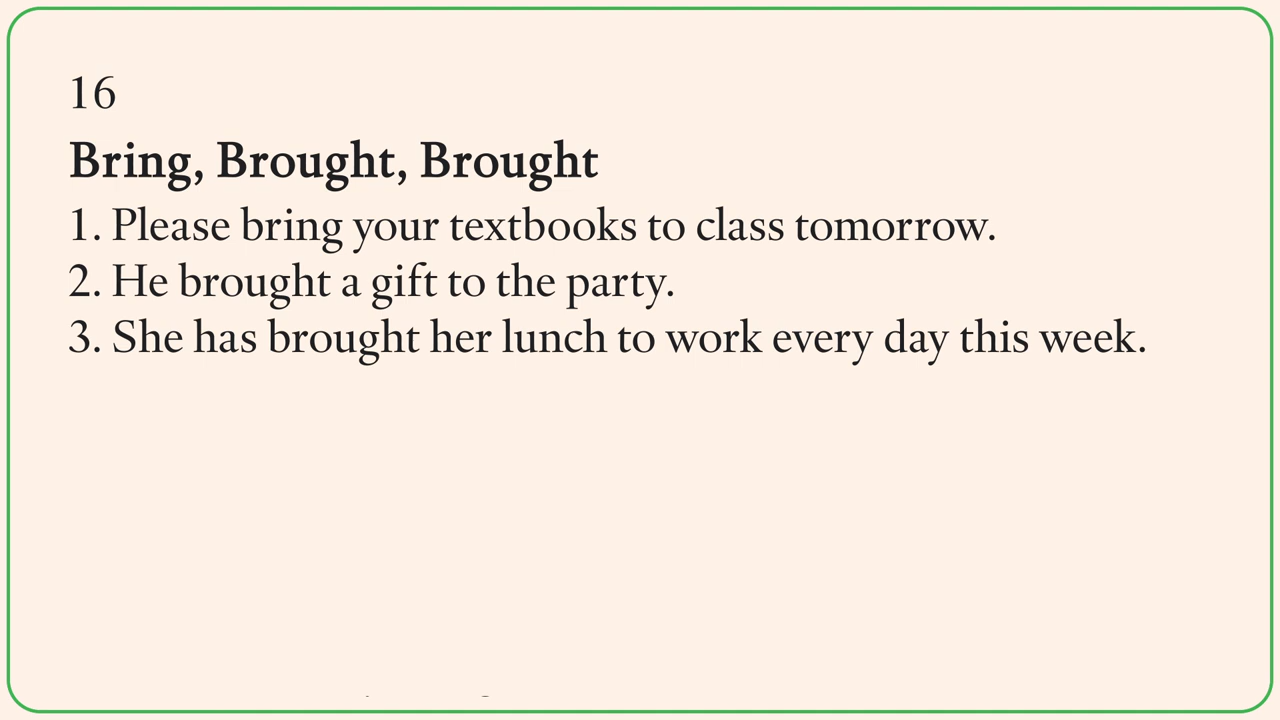 16
Bring, Brought, Brought
1. Please bring your textbooks to class tomorrow.
2. He brought a gift to the party.
3. She has brought her lunch to work every day this week.